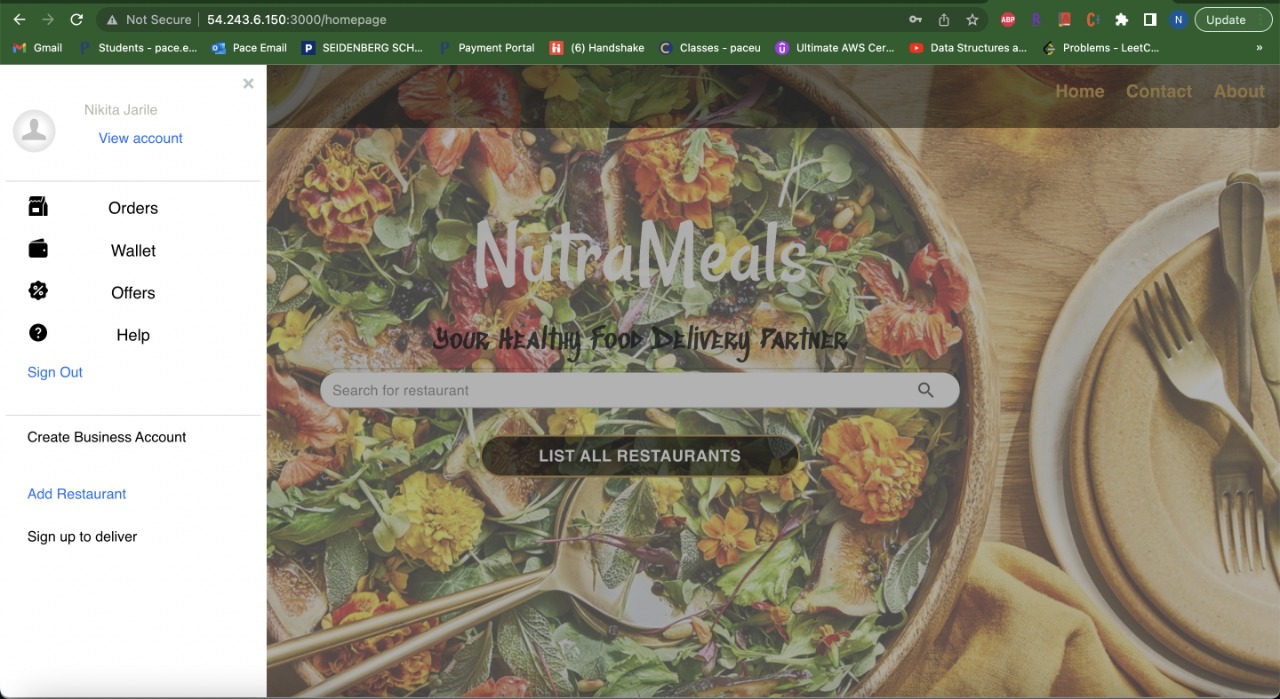 Not Secure 54.243.6.150:3000/homepage
ABP
N
Update
Gmail
Students - pace.e...
Pace Email
SEIDENBERG SCH...
Payment Portal
(6) Handshake
Classes - paceu
Ultimate AWS Cer...
Data Structures a...
Problems - LeetC...
»
Home Contact About
×
Nikita Jarile
View account
Orders
Wallet
Offers
Help
Sign Out
Create Business Account
Add Restaurant
Sign up to deliver
NutraMeals
Your Healthy Food Delivery Partner
Search for restaurant
LIST ALL RESTAURANTS